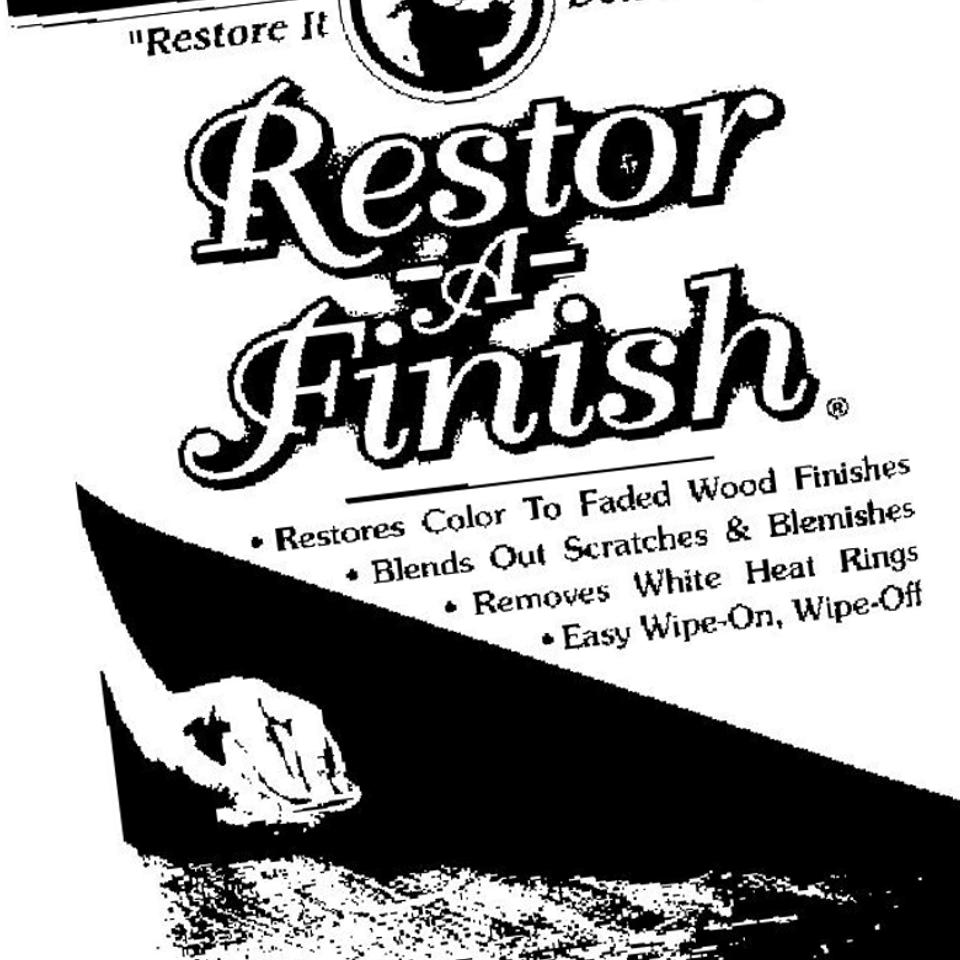 "Restore It
Restor
-A-
Finish®
• Restores Color To Faded Wood Finishes
• Blends Out Scratches & Blemishes
• Removes White Heat Rings
• Easy Wipe-On, Wipe-Off